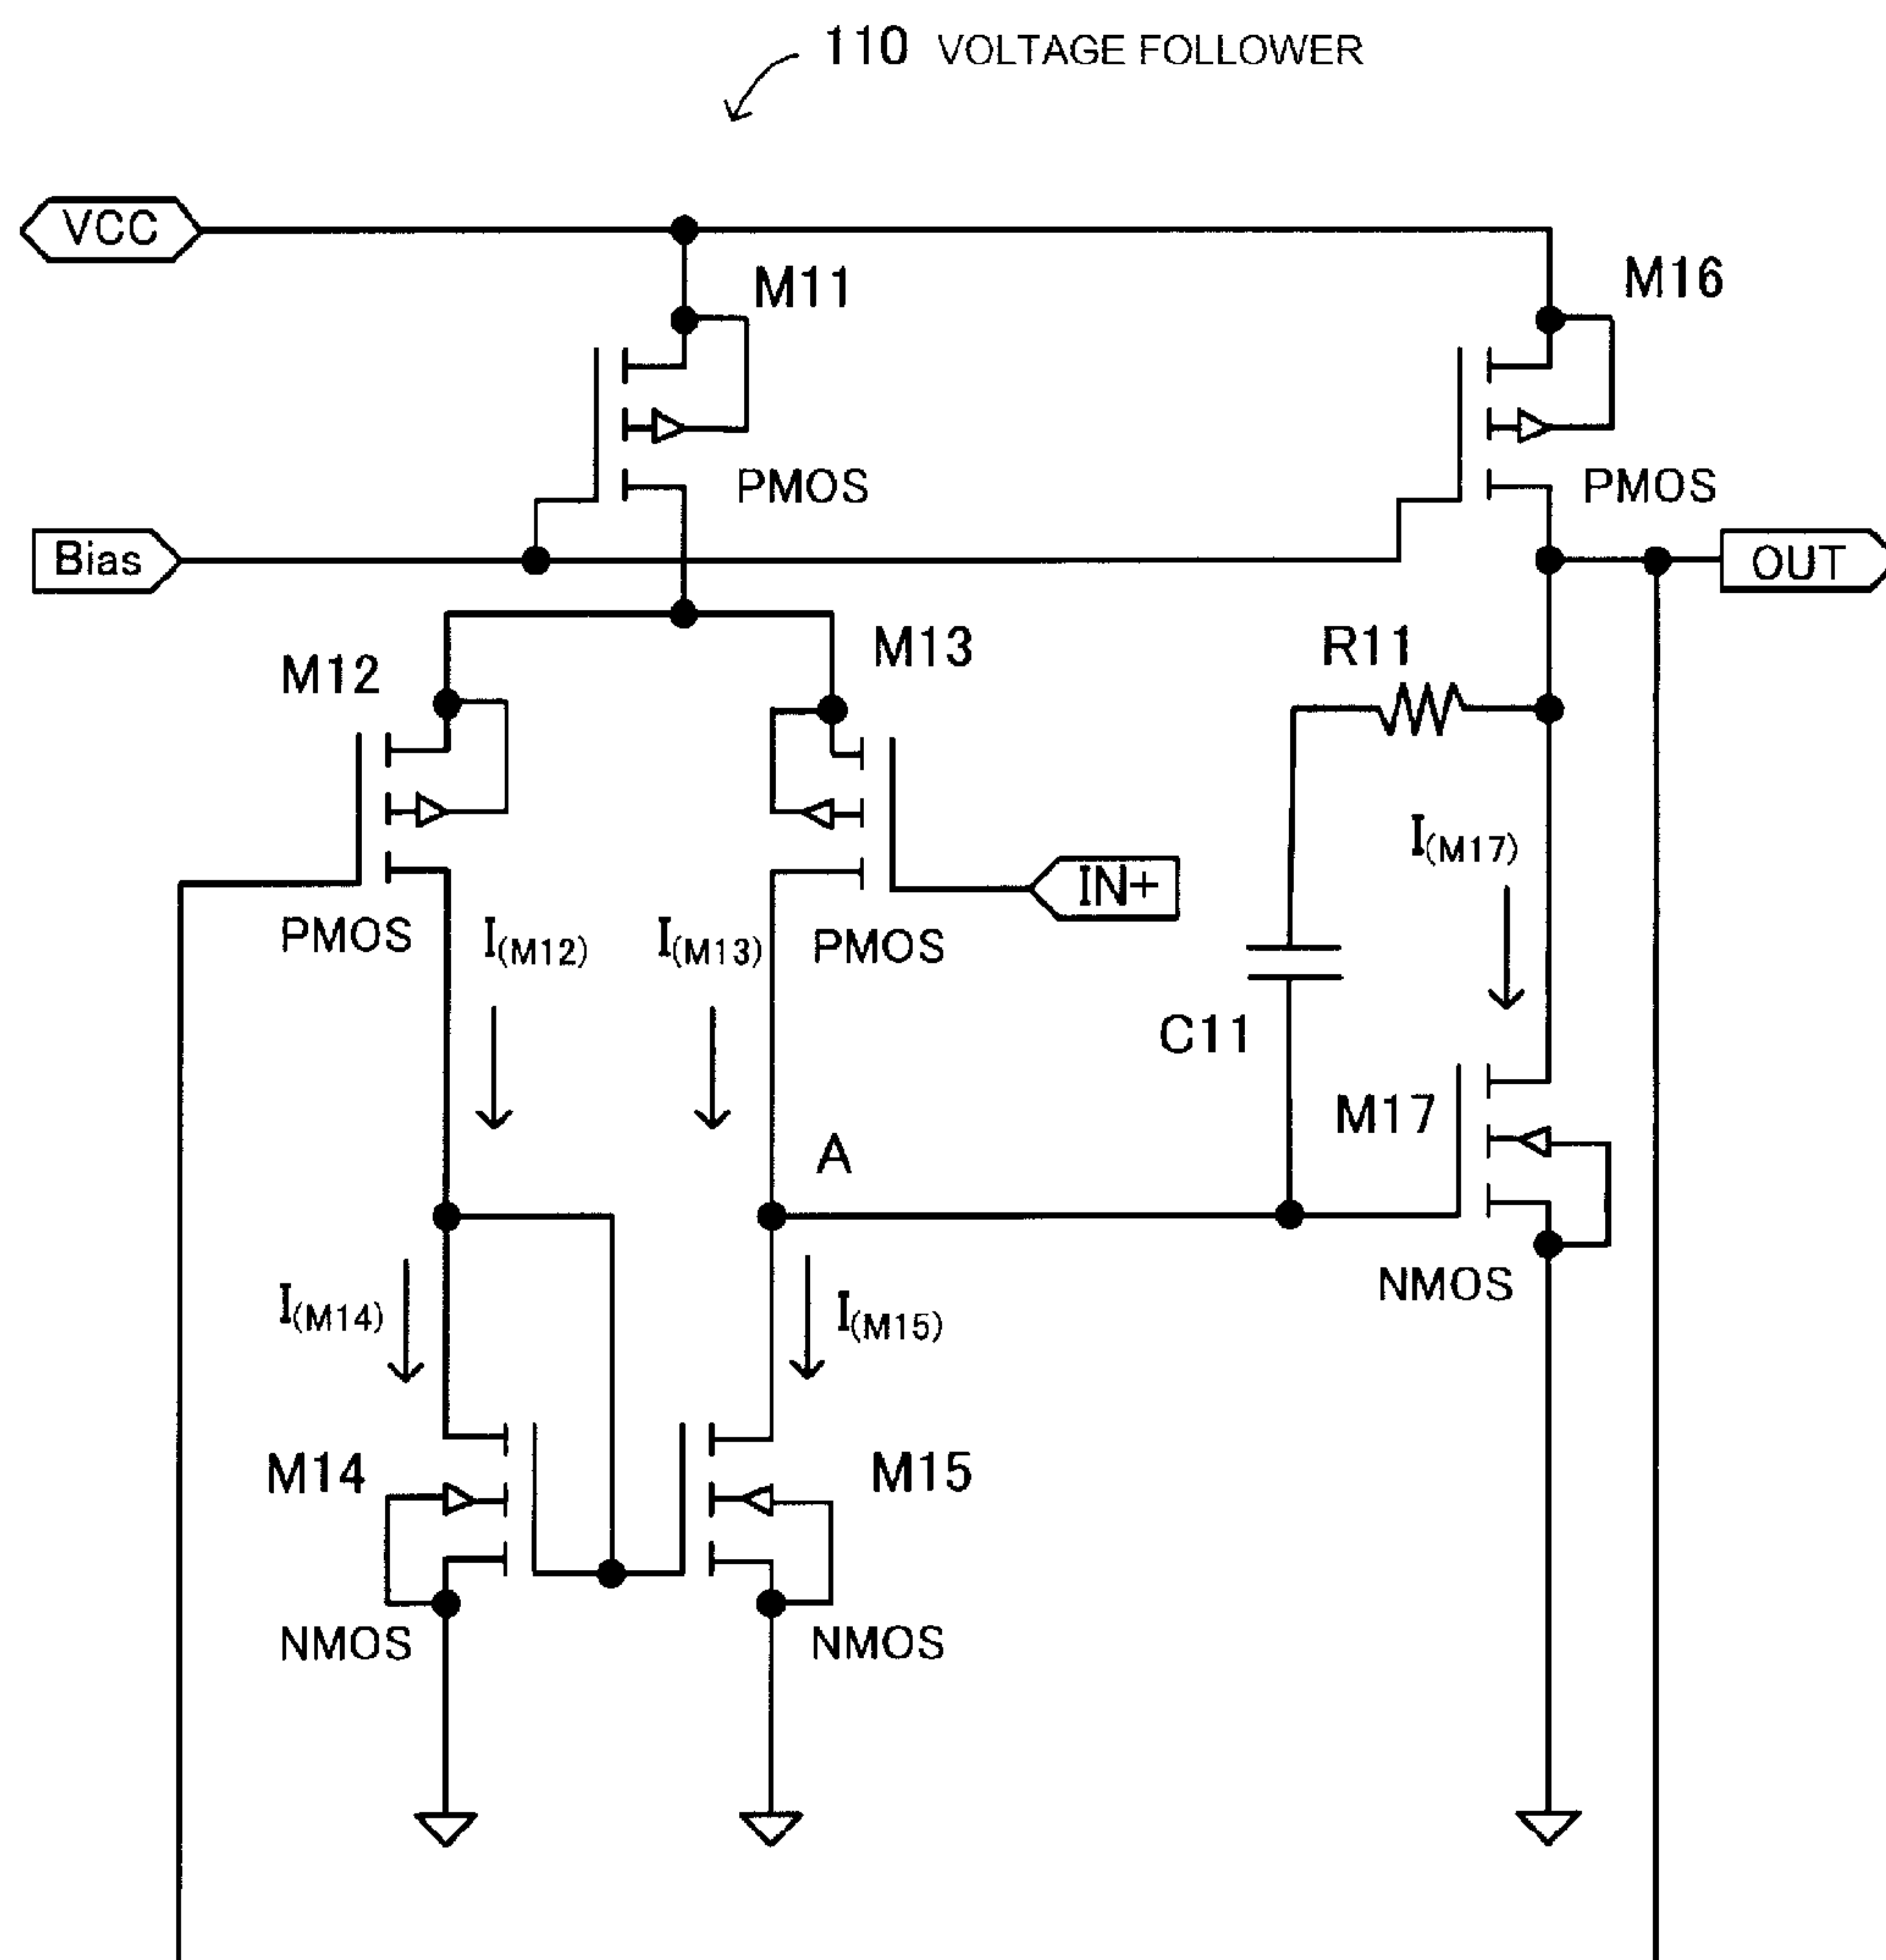 110 VOLTAGE FOLLOWER
VCC
M11
M16
PMOS
PMOS
Bias
OUT
M12
M13
R11
I(M17)
IN+
PMOS
I(M12)
I(M13)
PMOS
C11
M17
A
NMOS
I(M14)
I(M15)
M14
M15
NMOS
NMOS